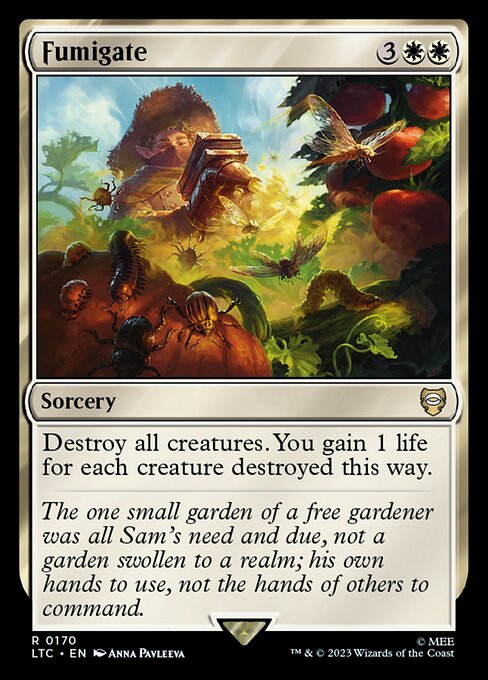 Fumigate 3
Sorcery
Destroy all creatures. You gain 1 life
for each creature destroyed this way.
The one small garden of a free gardener
was all Sam's need and due, not a
garden swollen to a realm; his own
hands to use, not the hands of others to
command.
R 0170
LTC • EN Anna Pavleeva
© MEE
™ & © 2023 Wizards of the Coast